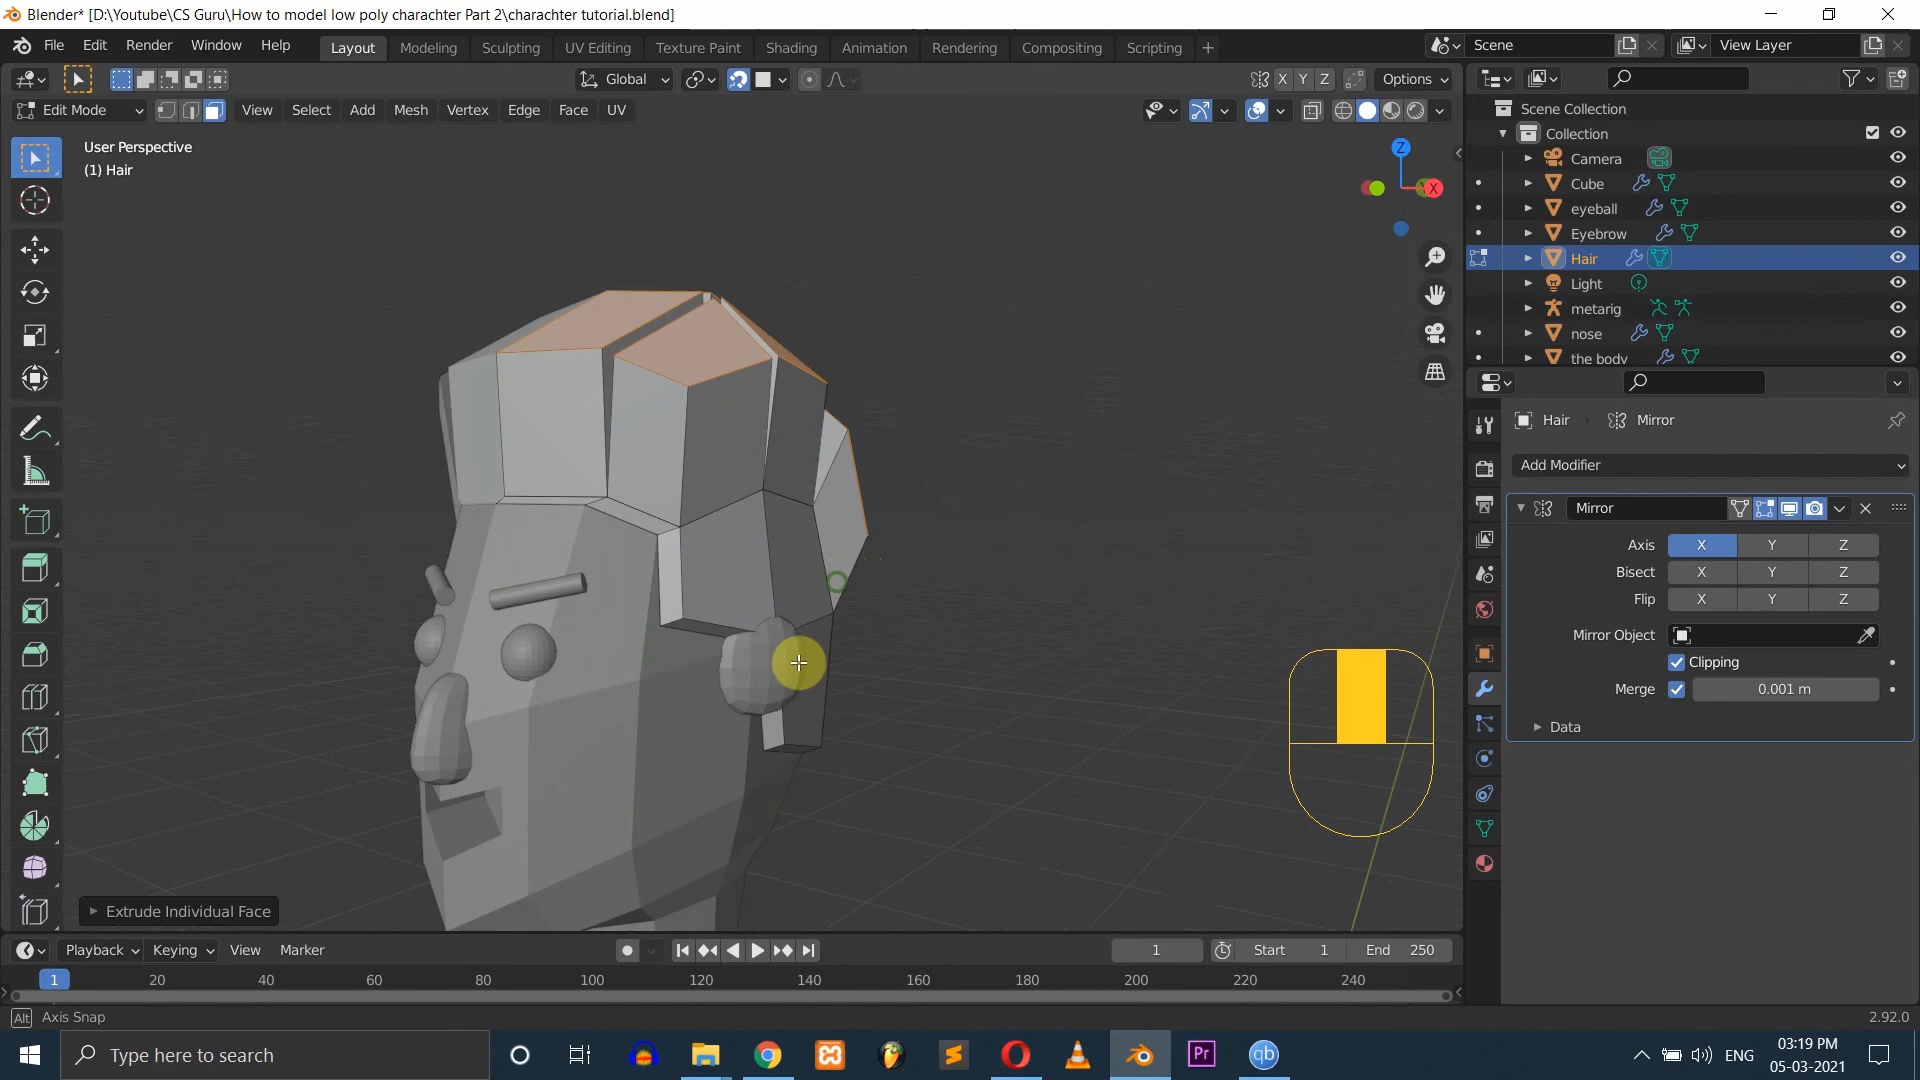 Blender* [D:\Youtube\CS Guru\How to model low poly charachter Part 2\charachter tutorial.blend]
File Edit Render Window Help Layout Modeling Sculpting UV Editing Texture Paint Shading Animation Rendering Compositing Scripting + Scene View Layer
Global X Y Z Options
Edit Mode View Select Add Mesh Vertex Edge Face UV
User Perspective
(1) Hair
Z
X
Scene Collection
Collection
Camera
Cube
eyeball
Eyebrow
Hair
Light
metarig
nose
the body
Hair Mirror
Add Modifier
Mirror
Axis X Y Z
Bisect X Y Z
Flip X Y Z
Mirror Object
Clipping
Merge 0.001 m
Data
Extrude Individual Face
Playback Keying View Marker 1 Start 1 End 250
1 20 40 60 80 100 120 140 160 180 200 220 240
Alt Axis Snap 2.92.0
Type here to search
Pr
qb
ENG
03:19 PM
05-03-2021